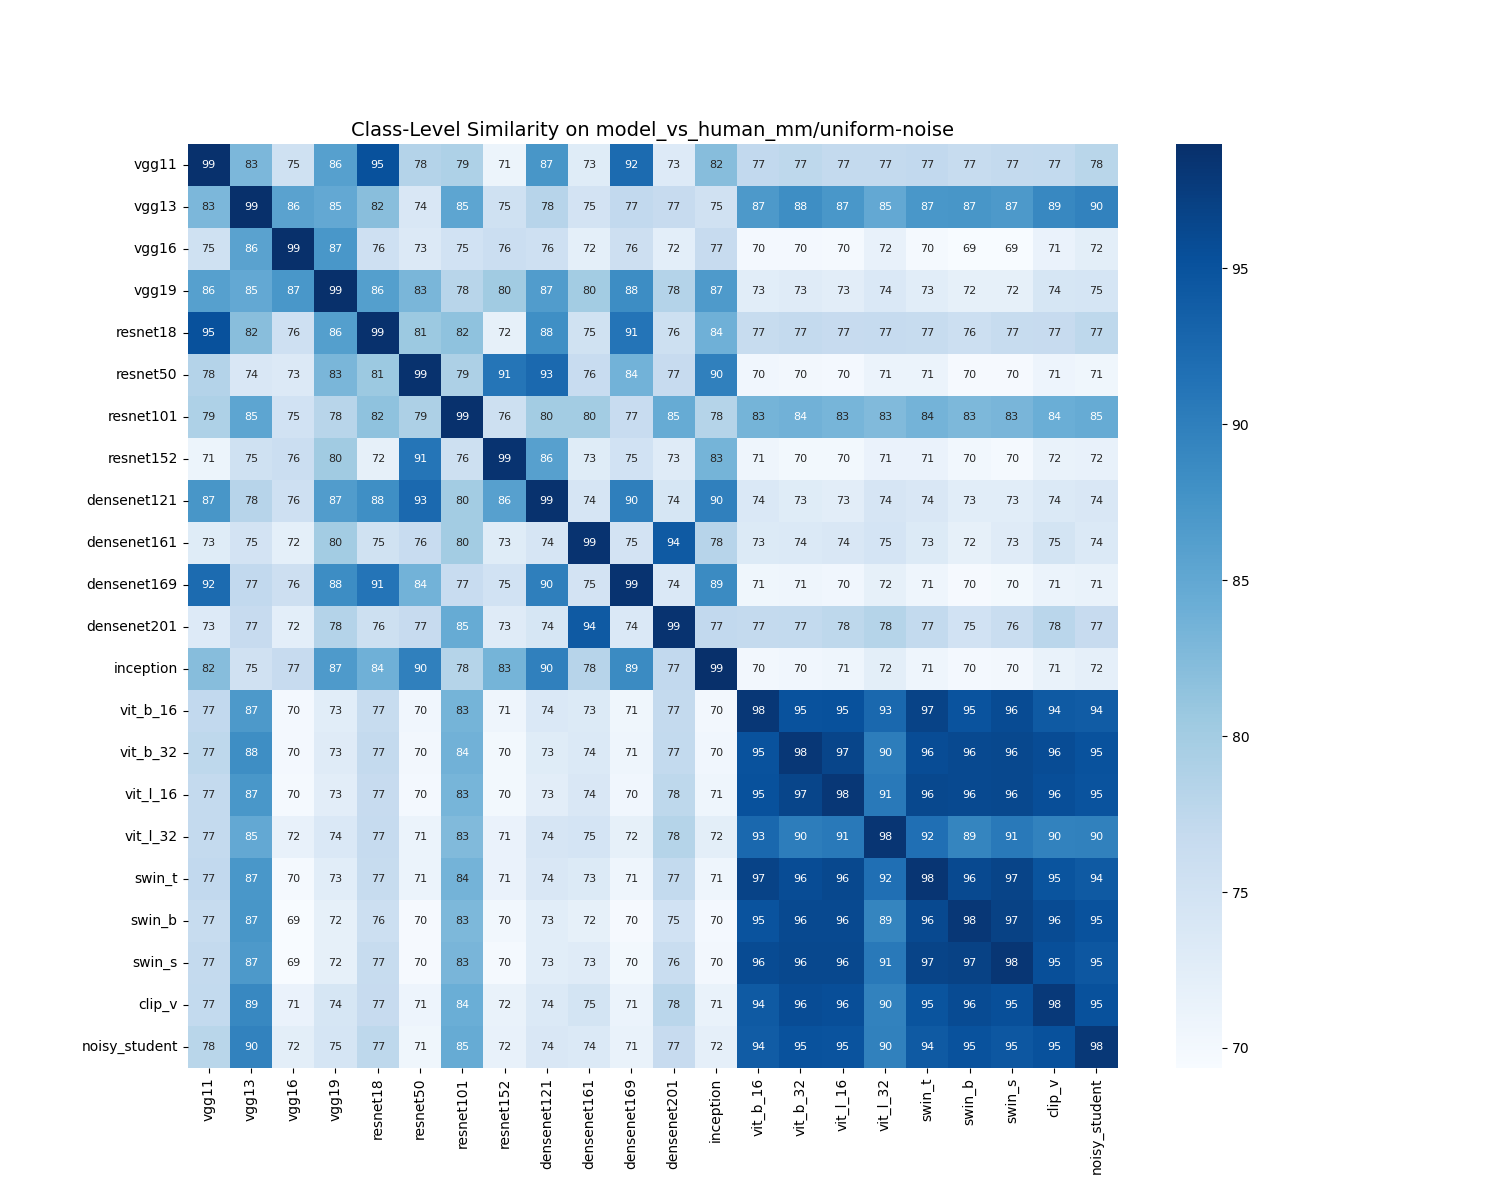 Class-Level Similarity on model_vs_human_mm/uniform-noise
vgg11 99 83 75 86 95 78 79 71 87 73 92 73 82 77 77 77 77 77 77 77 77 78
vgg13 83 99 86 85 82 74 85 75 78 75 77 77 75 87 88 87 85 87 87 87 89 90
vgg16 75 86 99 87 76 73 75 76 76 72 76 72 77 70 70 70 72 70 69 69 71 72
vgg19 86 85 87 99 86 83 78 80 87 80 88 78 87 73 73 73 74 73 72 72 74 75
resnet18 95 82 76 86 99 81 82 72 88 75 91 76 84 77 77 77 77 77 76 77 77 77
resnet50 78 74 73 83 81 99 79 91 93 76 84 77 90 70 70 70 71 71 70 70 71 71
resnet101 79 85 75 78 82 79 99 76 80 80 77 85 78 83 84 83 83 84 83 83 84 85
resnet152 71 75 76 80 72 91 76 99 86 73 75 73 83 71 70 70 71 71 70 70 72 72
densenet121 87 78 76 87 88 93 80 86 99 74 90 74 90 74 73 73 74 74 73 73 74 74
densenet161 73 75 72 80 75 76 80 73 74 99 75 94 78 73 74 74 75 73 72 73 75 74
densenet169 92 77 76 88 91 84 77 75 90 75 99 74 89 71 71 70 72 71 70 70 71 71
densenet201 73 77 72 78 76 77 85 73 74 94 74 99 77 77 77 78 78 77 75 76 78 77
inception 82 75 77 87 84 90 78 83 90 78 89 77 99 70 70 71 72 71 70 70 71 72
vit_b_16 77 87 70 73 77 70 83 71 74 73 71 77 70 98 95 95 93 97 95 96 94 94
vit_b_32 77 88 70 73 77 70 84 70 73 74 71 77 70 95 98 97 90 96 96 96 96 95
vit_l_16 77 87 70 73 77 70 83 70 73 74 70 78 71 95 97 98 91 96 96 96 96 95
vit_l_32 77 85 72 74 77 71 83 71 74 75 72 78 72 93 90 91 98 92 89 91 90 90
swin_t 77 87 70 73 77 71 84 71 74 73 71 77 71 97 96 96 92 98 96 97 95 94
swin_b 77 87 69 72 76 70 83 70 73 72 70 75 70 95 96 96 89 96 98 97 96 95
swin_s 77 87 69 72 77 70 83 70 73 73 70 76 70 96 96 96 91 97 97 98 95 95
clip_v 77 89 71 74 77 71 84 72 74 75 71 78 71 94 96 96 90 95 96 95 98 95
noisy_student 78 90 72 75 77 71 85 72 74 74 71 77 72 94 95 95 90 94 95 95 95 98
vgg11 vgg13 vgg16 vgg19 resnet18 resnet50 resnet101 resnet152 densenet121 densenet161 densenet169 densenet201 inception vit_b_16 vit_b_32 vit_l_16 vit_l_32 swin_t swin_b swin_s clip_v noisy_student
95
90
85
80
75
70